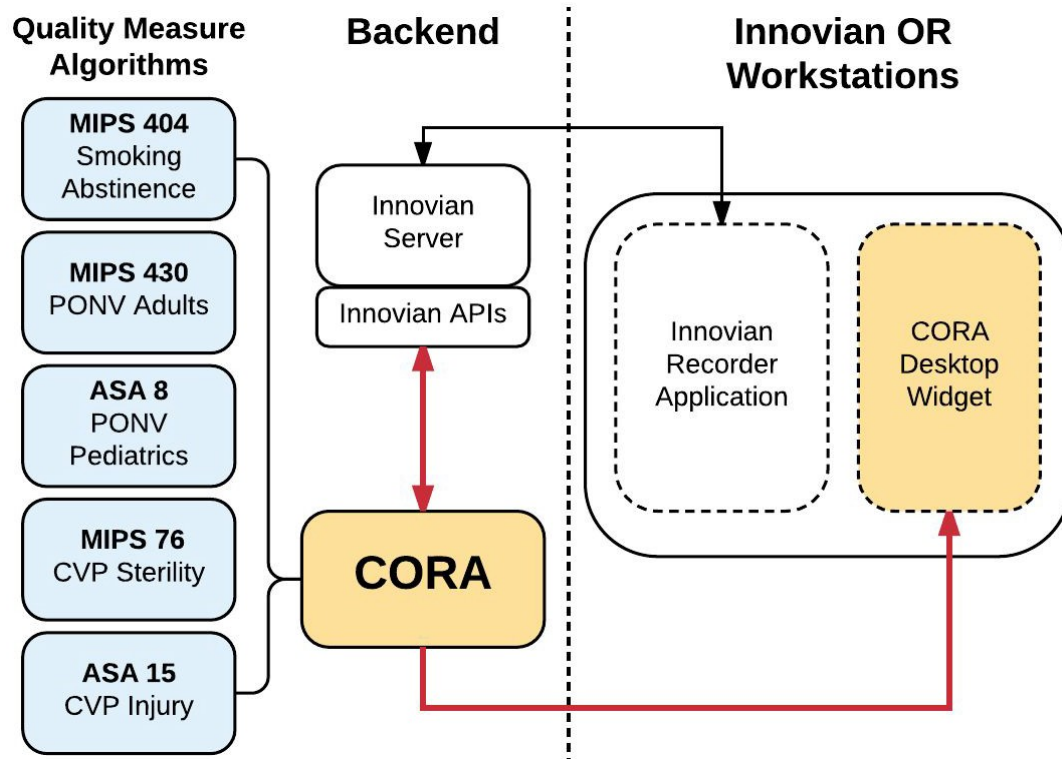 Quality Measure
Algorithms
MIPS 404
Smoking
Abstinence
MIPS 430
PONV Adults
ASA 8
PONV
Pediatrics
MIPS 76
CVP Sterility
ASA 15
CVP Injury
Backend
Innovian
Server
Innovian APIs
CORA
Innovian OR
Workstations
Innovian
Recorder
Application
CORA
Desktop
Widget